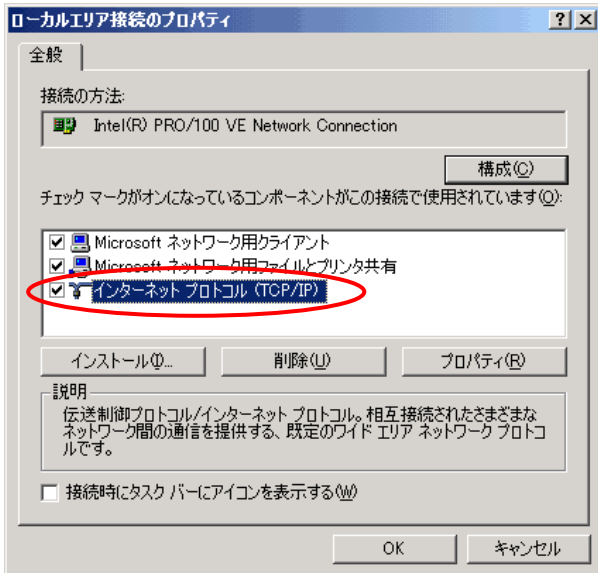 ローカルエリア接続のプロパティ
全般
接続の方法:
Intel(R) PRO/100 VE Network Connection
構成(C)
チェック マークがオンになっているコンポーネントがこの接続で使用されています(O):
Microsoft ネットワーク用クライアント
Microsoft ネットワーク用ファイルとプリンタ共有
インターネット プロトコル (TCP/IP)
インストール(I)...
削除(U)
プロパティ(R)
説明
伝送制御プロトコル/インターネット プロトコル。相互接続されたさまざまな
ネットワーク間の通信を提供する、既定のワイド エリア ネットワーク プロトコ
ルです。
接続時にタスク バーにアイコンを表示する(W)
OK
キャンセル